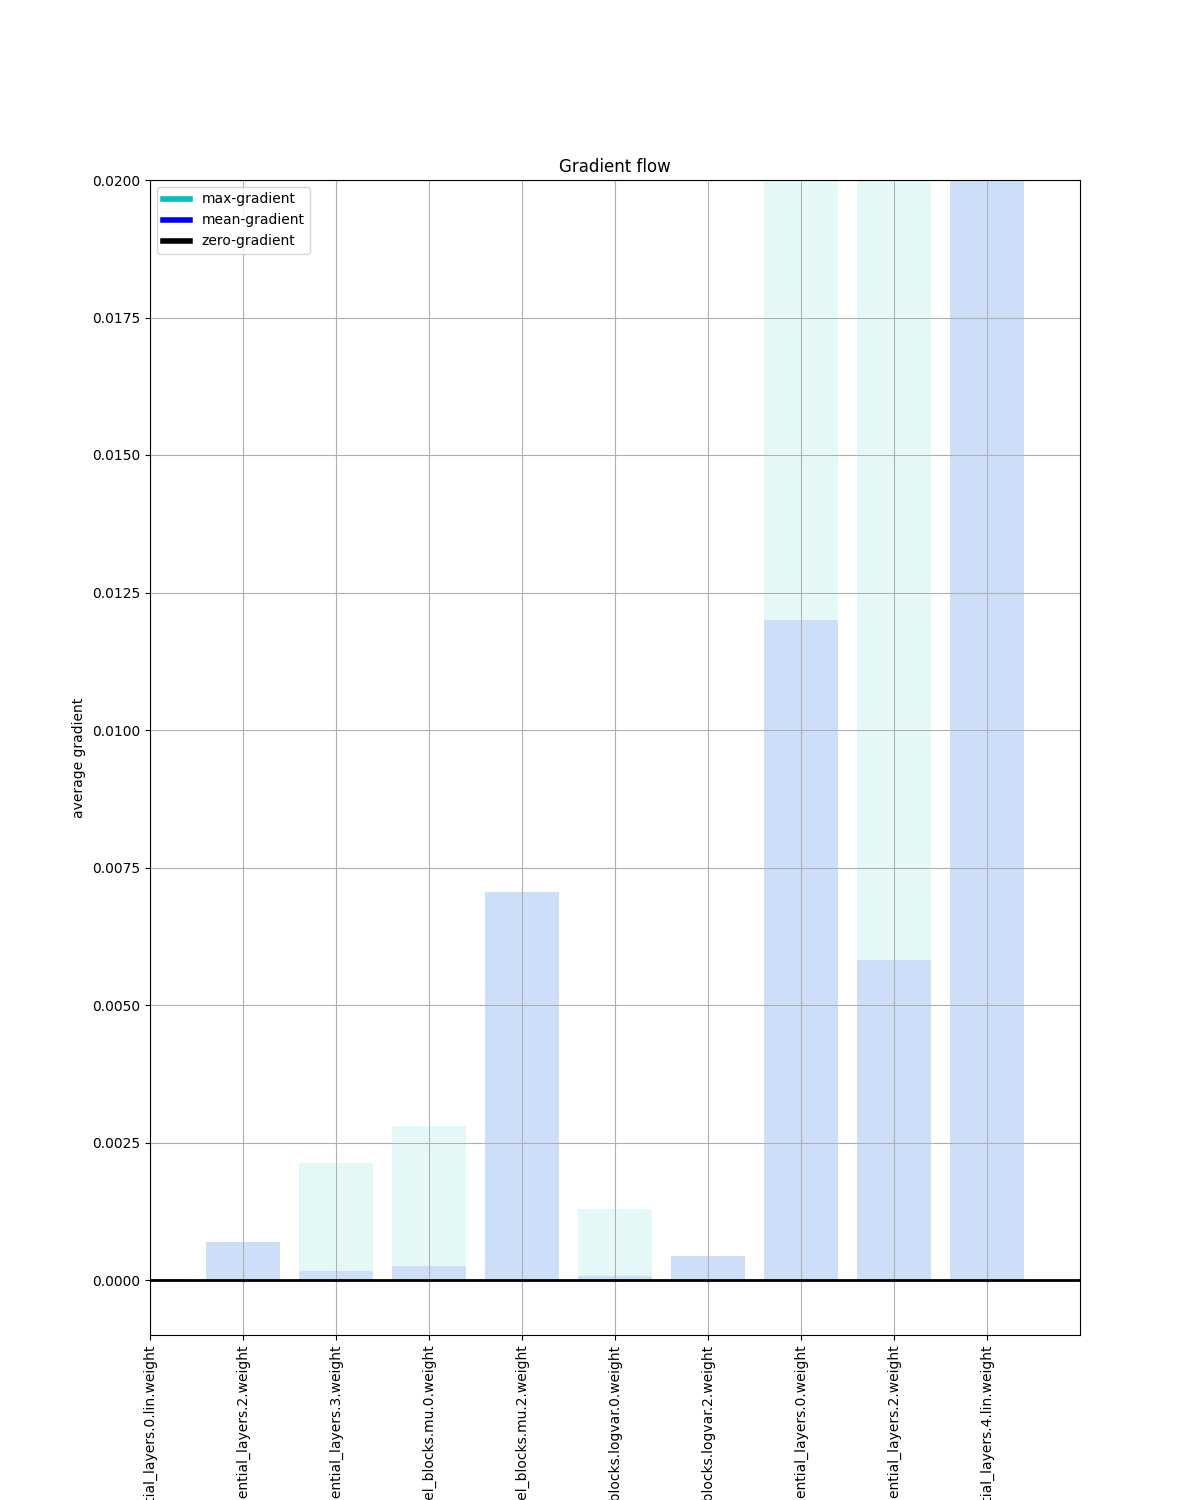 Gradient flow
max-gradient
mean-gradient
zero-gradient
0.0200
0.0175
0.0150
0.0125
0.0100
0.0075
0.0050
0.0025
0.0000
average gradient
tial_layers.0.lin.weight
ential_layers.2.weight
ential_layers.3.weight
el_blocks.mu.0.weight
el_blocks.mu.2.weight
blocks.logvar.0.weight
blocks.logvar.2.weight
ential_layers.0.weight
ential_layers.2.weight
tial_layers.4.lin.weight